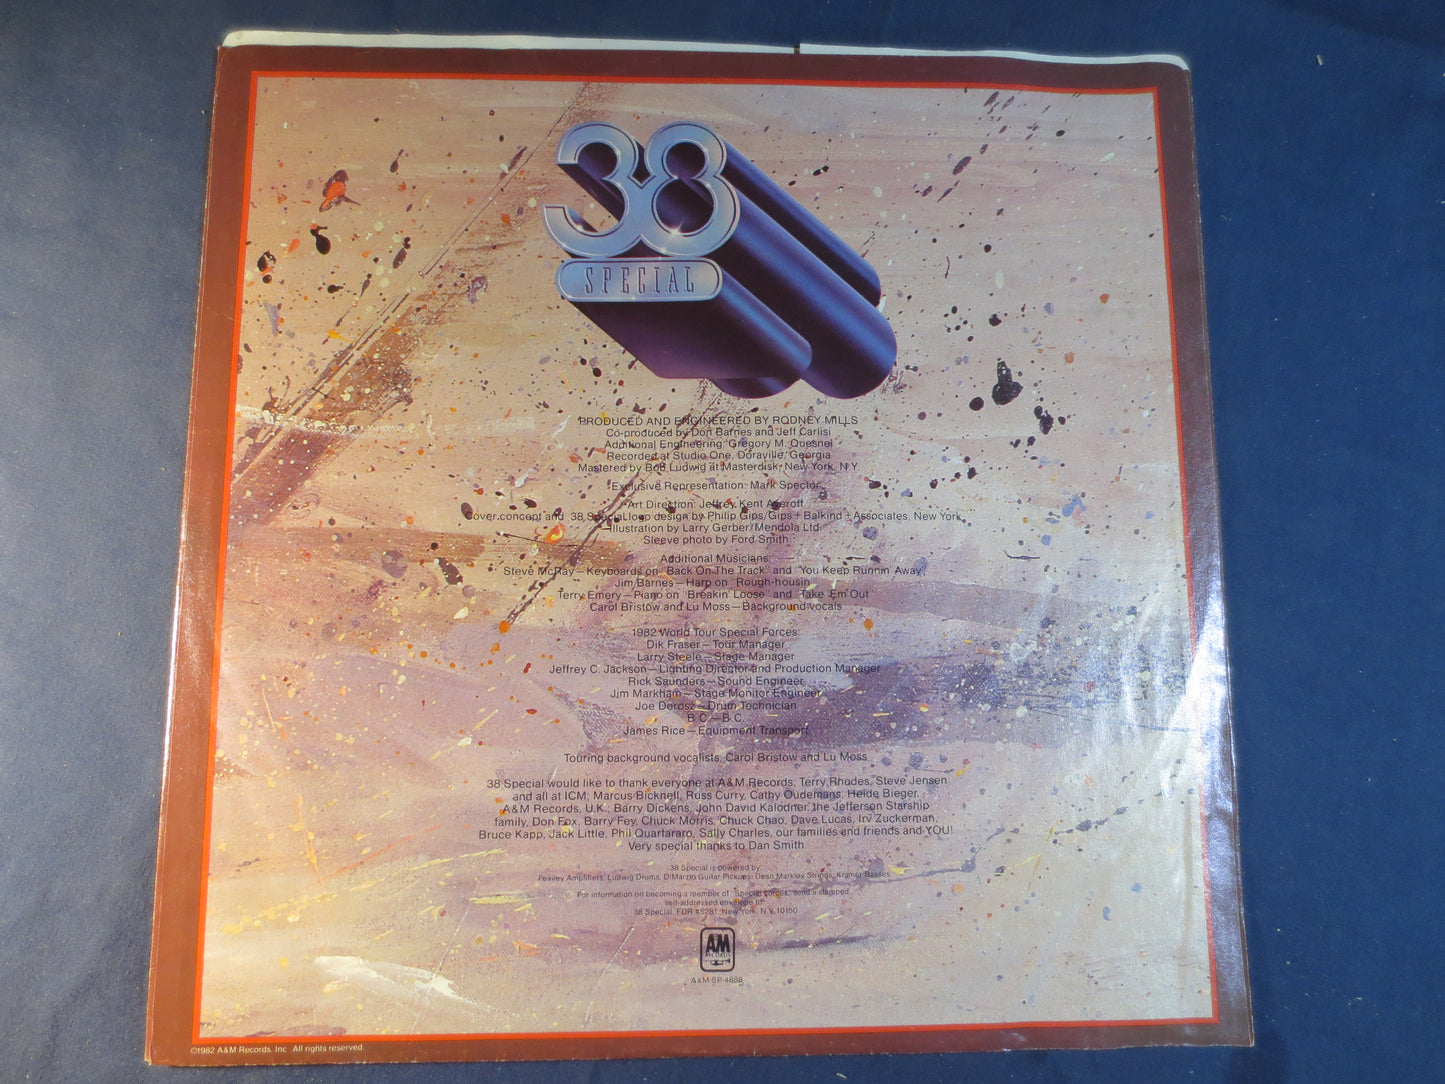 38
SPECIAL
PRODUCED AND ENGINEERED BY RODNEY MILLS
Co-produced by Don Barnes and Jeff Carlisi
Additional Engineering: Gregory M. Quesnel
Recorded at Studio One, Doraville, Georgia
Mastered by Bob Ludwig at Masterdisk, New York, N.Y.
Exclusive Representation: Mark Spector
Art Direction: Jeffrey Kent Ayeroff
Cover concept and 38 Special logo design by Philip Gips/Gips + Balkind + Associates, New York
Illustration by Larry Gerber/Mendola Ltd.
Sleeve photo by Ford Smith
Additional Musicians:
Steve McRay—Keyboards on "Back On The Track" and "You Keep Runnin' Away"
Jim Barnes—Harp on "Rough-housin'"
Terry Emery—Piano on "Breakin' Loose" and "Take 'Em Out"
Carol Bristow and Lu Moss—Background vocals
1982 World Tour Special Forces:
Dik Fraser—Tour Manager
Larry Steele—Stage Manager
Jeffrey C. Jackson—Lighting Director and Production Manager
Rick Saunders—Sound Engineer
Jim Markham—Stage Monitor Engineer
Joe Dorosz—Drum Technician
B.C.—B.C.
James Rice—Equipment Transport
Touring background vocalists: Carol Bristow and Lu Moss
38 Special would like to thank everyone at A&M Records; Terry Rhodes, Steve Jensen
and all at ICM; Marcus Bicknell, Russ Curry, Cathy Oudemans, Heide Bieger,
A&M Records, U.K.; Barry Dickens, John David Kalodner, the Jefferson Starship
family, Don Fox, Barry Fey, Chuck Morris, Chuck Chao, Dave Lucas, Irv Zuckerman,
Bruce Kapp, Jack Little, Phil Quartararo, Sally Charles, our families and friends and YOU!
Very special thanks to Dan Smith
38 Special is powered by:
Peavey Amplifiers, Ludwig Drums, DiMarzio Guitar Pickups, Dean Markley Strings, Kramer Basses
For information on becoming a member of "Special Forces," send a stamped,
self-addressed envelope to:
38 Special, FDR #5281, New York, N.Y. 10150
AM
RECORDS
A&M SP-4888
©1982 A&M Records, Inc. All rights reserved.